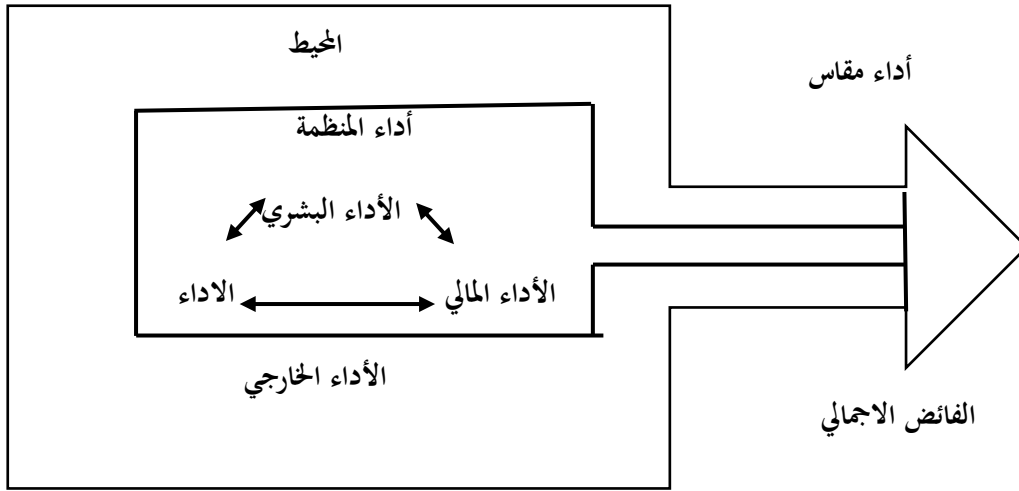 المحيط
أداء مقاس
أداء المنظمة
الأداء البشري
الأداء المالي
الاداء
الأداء الخارجي
الفائض الاجمالي